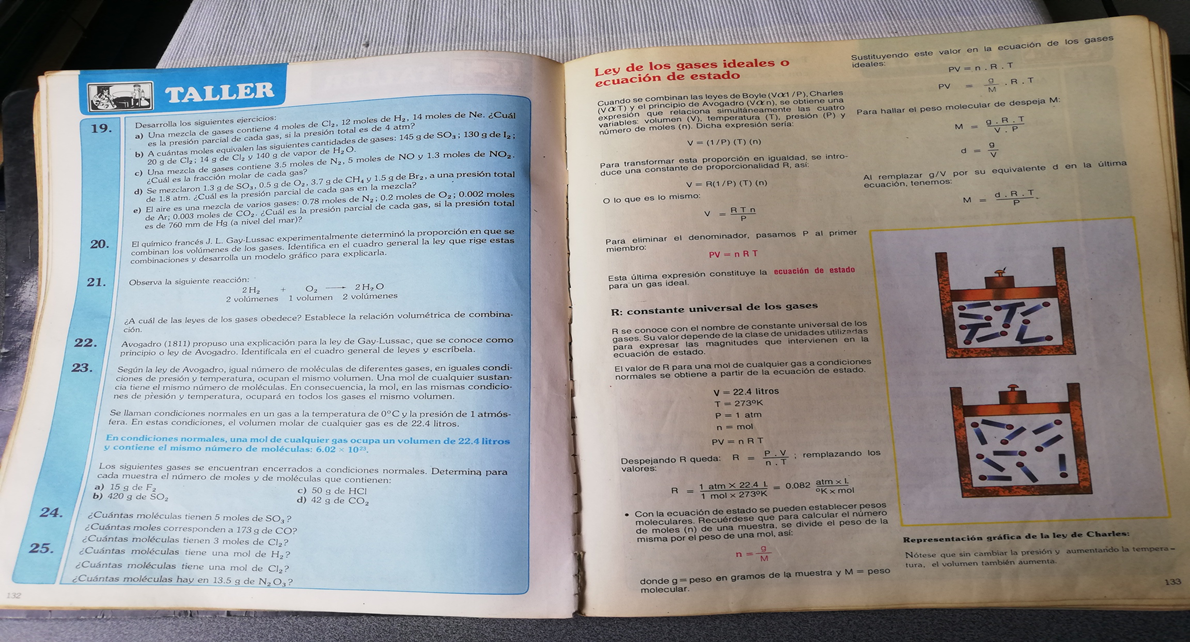 TALLER
19. Desarrolla los siguientes ejercicios:
a) Una mezcla de gases contiene 4 moles de Cl₂, 12 moles de H₂, 14 moles de Ne. ¿Cuál
es la presión parcial de cada gas, si la presión total es de 4 atm?
b) A cuántas moles equivalen las siguientes cantidades de gases: 145 g de SO₃; 130 g de I₂;
20 g de Cl₂; 14 g de Cl₂ y 140 g de vapor de H₂O.
c) Una mezcla de gases contiene 3.5 moles de N₂, 5 moles de NO y 1.3 moles de NO₂.
¿Cuál es la fracción molar de cada gas?
d) Se mezclaron 1.3 g de SO₃, 0.5 g de O₂, 3.7 g de CH₄ y 1.5 g de Br₂, a una presión total
de 1.8 atm. ¿Cuál es la presión parcial de cada gas en la mezcla?
e) El aire es una mezcla de varios gases: 0.78 moles de N₂; 0.2 moles de O₂; 0.002 moles
de Ar; 0.003 moles de CO₂. ¿Cuál es la presión parcial de cada gas, si la presión total
es de 760 mm de Hg (a nivel del mar)?
20. El químico francés J. L. Gay-Lussac experimentalmente determinó la proporción en que se
combinan los volúmenes de los gases. Identifica en el cuadro general la ley que rige estas
combinaciones y desarrolla un modelo gráfico para explicarla.
21. Observa la siguiente reacción:
2 H₂ + O₂ → 2 H₂O
2 volúmenes 1 volumen 2 volúmenes
¿A cuál de las leyes de los gases obedece? Establece la relación volumétrica de combina-
ción.
22. Avogadro (1811) propuso una explicación para la ley de Gay-Lussac, que se conoce como
principio o ley de Avogadro. Identifícala en el cuadro general de leyes y escríbela.
23. Según la ley de Avogadro, igual número de moléculas de diferentes gases, en iguales condi-
ciones de presión y temperatura, ocupan el mismo volumen. Una mol de cualquier sustan-
cia tiene el mismo número de moléculas. En consecuencia, la mol, en las mismas condicio-
nes de presión y temperatura, ocupará en todos los gases el mismo volumen.
Se llaman condiciones normales en un gas a la temperatura de 0°C y la presión de 1 atmós-
fera. En estas condiciones, el volumen molar de cualquier gas es de 22.4 litros.
En condiciones normales, una mol de cualquier gas ocupa un volumen de 22.4 litros
y contiene el mismo número de moléculas: 6.02 × 10²³.
Los siguientes gases se encuentran encerrados a condiciones normales. Determina para
cada muestra el número de moles y de moléculas que contienen:
a) 15 g de F₂ c) 50 g de HCl
b) 420 g de SO₂ d) 42 g de CO₂
24. ¿Cuántas moléculas tienen 5 moles de SO₃?
¿Cuántas moles corresponden a 173 g de CO?
¿Cuántas moléculas tienen 3 moles de Cl₂?
25. ¿Cuántas moléculas tiene una mol de H₂?
¿Cuántas moléculas tiene una mol de Cl₂?
¿Cuántas moléculas hay en 13.5 g de N₂O₃?
132
Ley de los gases ideales o
ecuación de estado
Cuando se combinan las leyes de Boyle (V∝1/P), Charles
(V∝T) y el principio de Avogadro (V∝n), se obtiene una
expresión que relaciona simultáneamente las cuatro
variables: volumen (V), temperatura (T), presión (P) y
número de moles (n). Dicha expresión sería:
V = (1/P) (T) (n)
Para transformar esta proporción en igualdad, se intro-
duce una constante de proporcionalidad R, así:
V = R(1/P) (T) (n)
O lo que es lo mismo:
V = R T n / P
Para eliminar el denominador, pasamos P al primer
miembro:
PV = n R T
Esta última expresión constituye la ecuación de estado
para un gas ideal.
R: constante universal de los gases
R se conoce con el nombre de constante universal de los
gases. Su valor depende de la clase de unidades utilizadas
para expresar las magnitudes que intervienen en la
ecuación de estado.
El valor de R para una mol de cualquier gas a condiciones
normales se obtiene a partir de la ecuación de estado.
V = 22.4 litros
T = 273°K
P = 1 atm
n = mol
PV = n R T
Despejando R queda: R = P . V / n . T ; remplazando los
valores:
R = 1 atm X 22.4 L / 1 mol x 273°K = 0.082 atm x L / °K x mol
• Con la ecuación de estado se pueden establecer pesos
moleculares. Recuérdese que para calcular el número
de moles (n) de una muestra, se divide el peso de la
misma por el peso de una mol, así:
n = g / M
donde g = peso en gramos de la muestra y M = peso
molecular.
Sustituyendo este valor en la ecuación de los gases
ideales:
PV = n . R . T
PV = g / M . R . T
Para hallar el peso molecular de despeja M:
M = g . R . T / V . P
d = g / V
Al remplazar g/V por su equivalente d en la última
ecuación, tenemos:
M = d . R . T / P
Representación gráfica de la ley de Charles:
Nótese que sin cambiar la presión y aumentando la tempera-
tura, el volumen también aumenta.
133